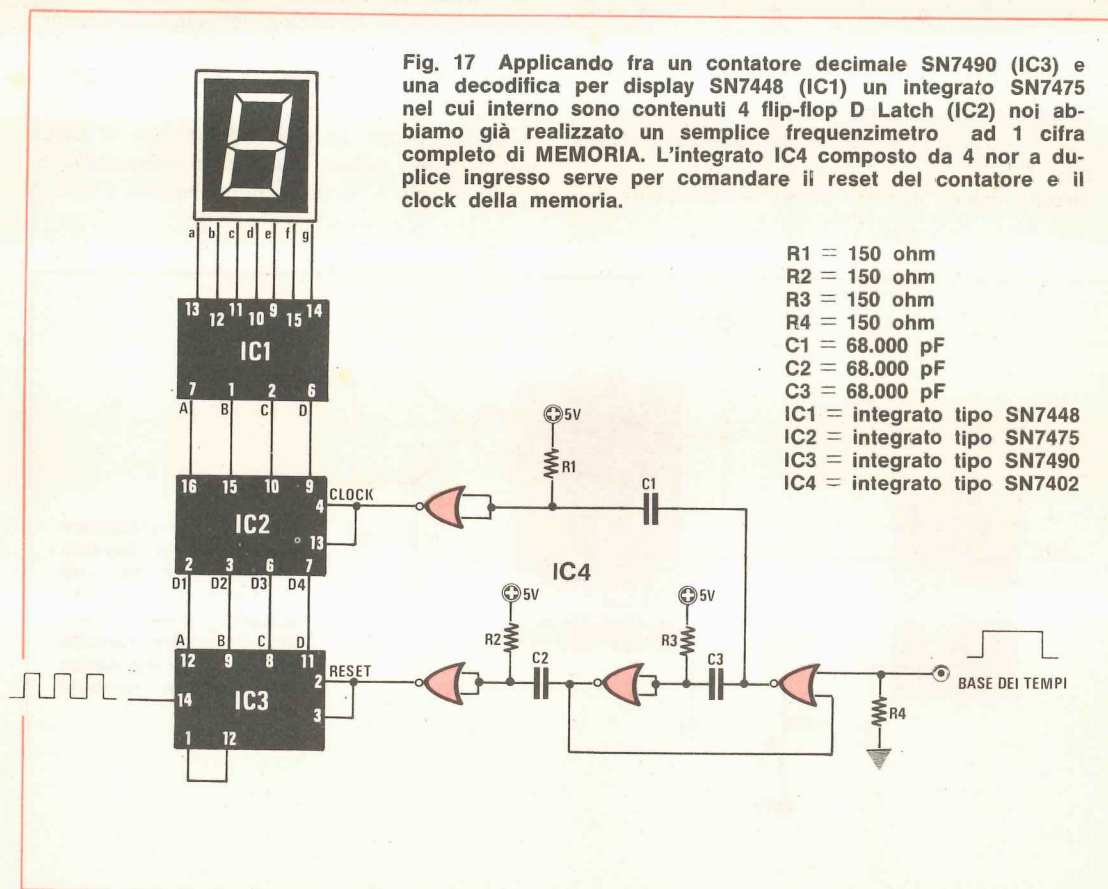 Fig. 17 Applicando fra un contatore decimale SN7490 (IC3) e
una decodifica per display SN7448 (IC1) un integrato SN7475
nel cui interno sono contenuti 4 flip-flop D Latch (IC2) noi ab-
biamo già realizzato un semplice frequenzimetro ad 1 cifra
completo di MEMORIA. L'integrato IC4 composto da 4 nor a du-
plice ingresso serve per comandare il reset del contatore e il
clock della memoria.
a b c d e f g
13 12 11 10 9 15 14
IC1
7 1 2 6
A B C D
16 15 10 9
4 CLOCK
IC2
13
2 3 6 7
D1 D2 D3 D4
A B C D
12 9 8 11
2 RESET
14 IC3
3
1 12
5V
R1
C1
IC4
5V
R2
C2
5V
R3
C3
R4
BASE DEI TEMPI
R1 = 150 ohm
R2 = 150 ohm
R3 = 150 ohm
R4 = 150 ohm
C1 = 68.000 pF
C2 = 68.000 pF
C3 = 68.000 pF
IC1 = integrato tipo SN7448
IC2 = integrato tipo SN7475
IC3 = integrato tipo SN7490
IC4 = integrato tipo SN7402